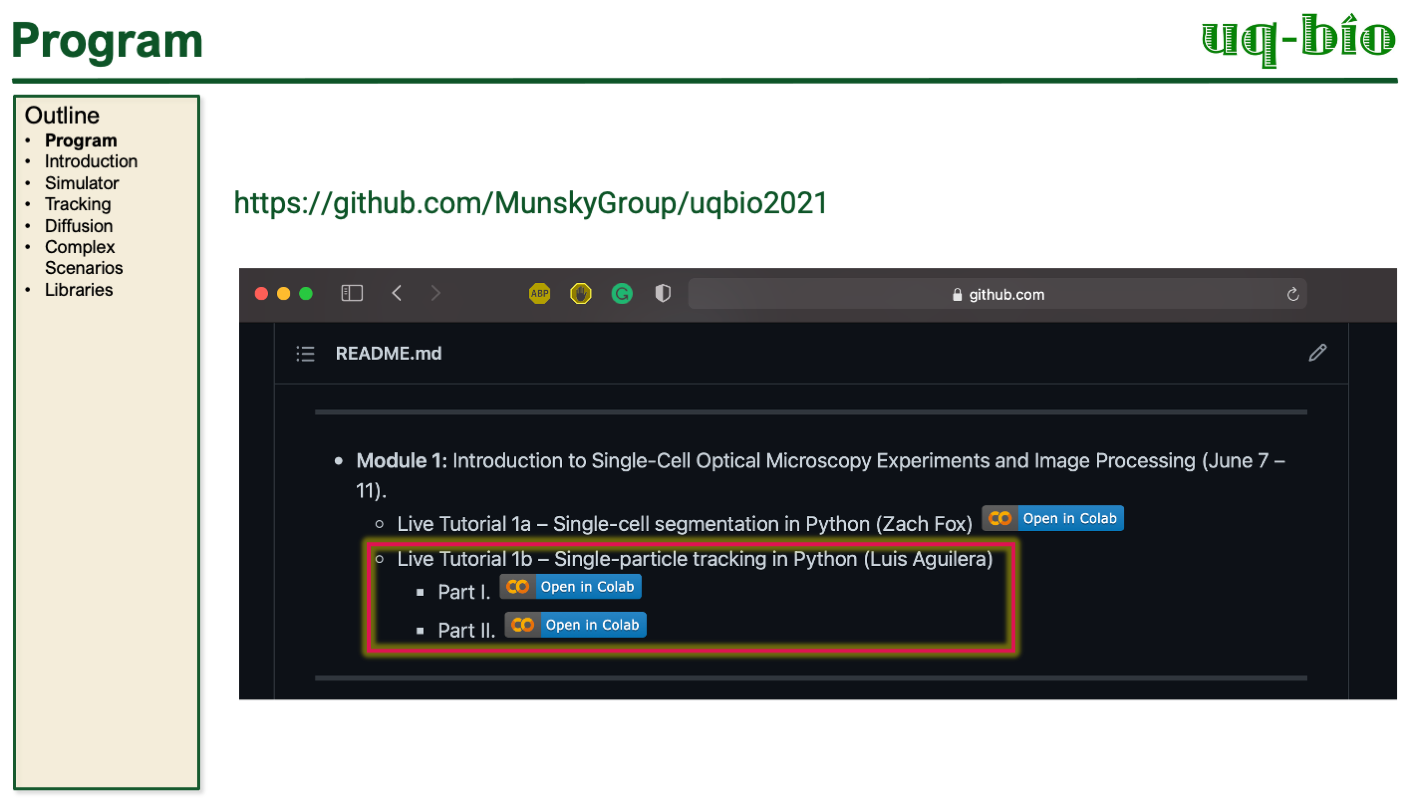 Program
uq-bio
Outline
• Program
• Introduction
• Simulator
• Tracking
• Diffusion
• Complex
Scenarios
• Libraries
https://github.com/MunskyGroup/uqbio2021
ABP
G
github.com
README.md
• Module 1: Introduction to Single-Cell Optical Microscopy Experiments and Image Processing (June 7 –
11).
○ Live Tutorial 1a – Single-cell segmentation in Python (Zach Fox) CO Open in Colab
○ Live Tutorial 1b – Single-particle tracking in Python (Luis Aguilera)
▪ Part I. CO Open in Colab
▪ Part II. CO Open in Colab